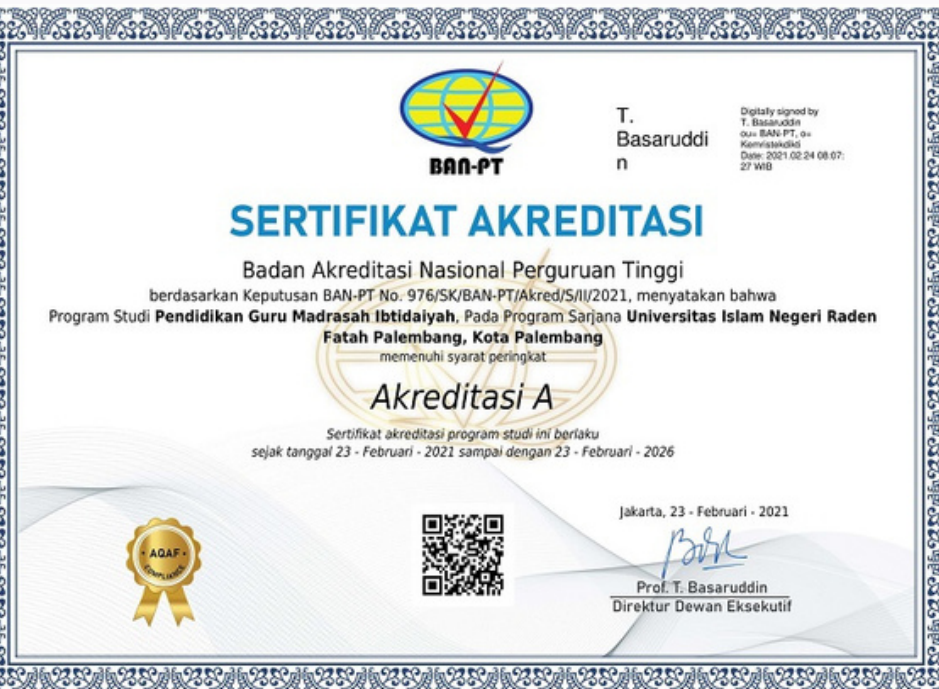 BAN-PT
T.
Basaruddi
n
Digitally signed by
T. Basaruddin
ou= BAN-PT, o=
Kemristekdikti
Date: 2021.02.24 08:07:
27 WIB
SERTIFIKAT AKREDITASI
Badan Akreditasi Nasional Perguruan Tinggi
berdasarkan Keputusan BAN-PT No. 976/SK/BAN-PT/Akred/S/II/2021, menyatakan bahwa
Program Studi Pendidikan Guru Madrasah Ibtidaiyah, Pada Program Sarjana Universitas Islam Negeri Raden
Fatah Palembang, Kota Palembang
memenuhi syarat peringkat
Akreditasi A
Sertifikat akreditasi program studi ini berlaku
sejak tanggal 23 - Februari - 2021 sampai dengan 23 - Februari - 2026
AQAF
COMPLIANCE
Jakarta, 23 - Februari - 2021
Prof. T. Basaruddin
Direktur Dewan Eksekutif